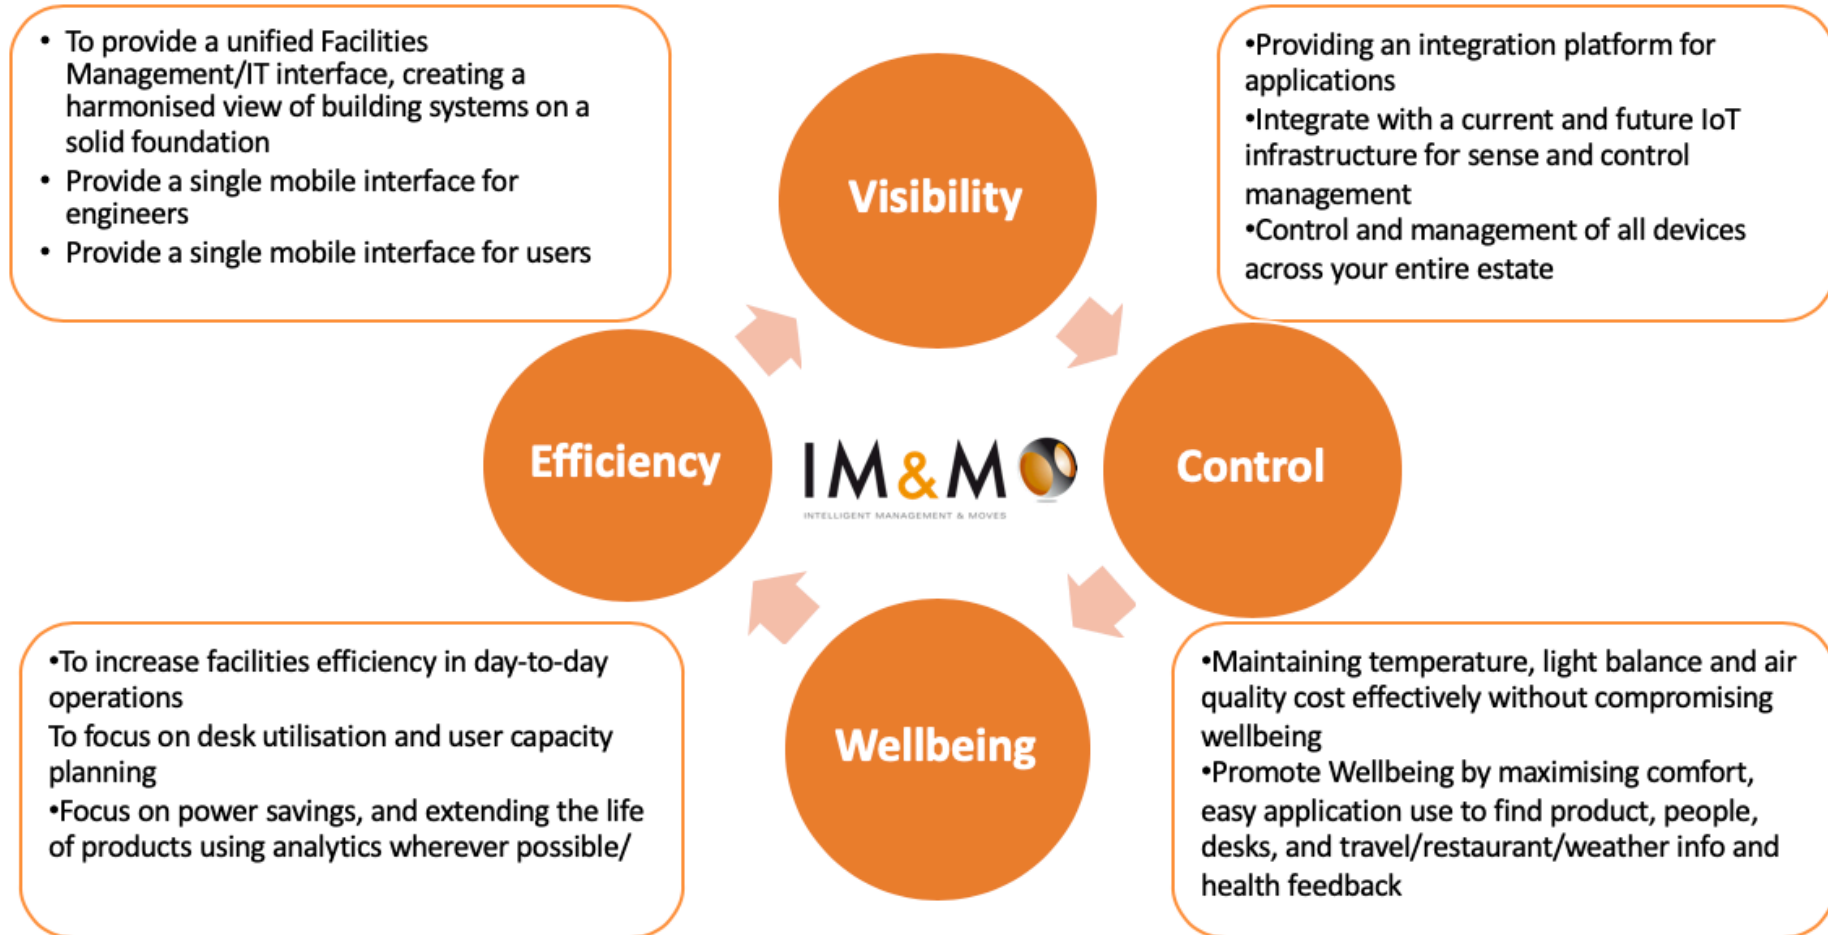 • To provide a unified Facilities
Management/IT interface, creating a
harmonised view of building systems on a
solid foundation
• Provide a single mobile interface for
engineers
• Provide a single mobile interface for users
Visibility
•Providing an integration platform for
applications
•Integrate with a current and future IoT
infrastructure for sense and control
management
•Control and management of all devices
across your entire estate
Efficiency
IM&M
INTELLIGENT MANAGEMENT & MOVES
Control
•To increase facilities efficiency in day-to-day
operations
To focus on desk utilisation and user capacity
planning
•Focus on power savings, and extending the life
of products using analytics wherever possible/
Wellbeing
•Maintaining temperature, light balance and air
quality cost effectively without compromising
wellbeing
•Promote Wellbeing by maximising comfort,
easy application use to find product, people,
desks, and travel/restaurant/weather info and
health feedback